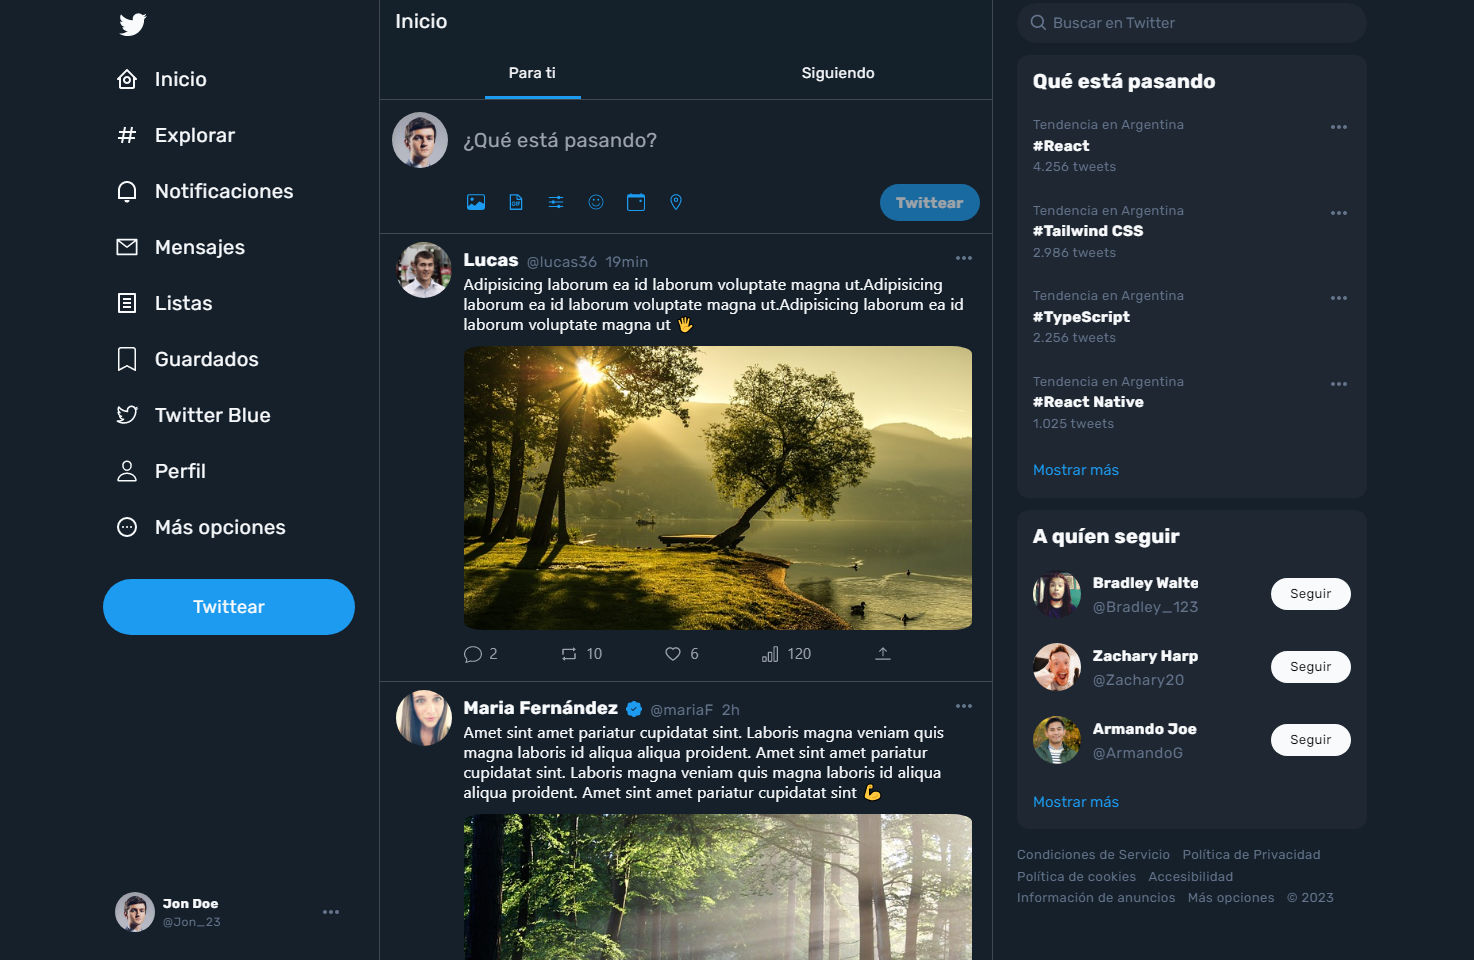 Inicio
Explorar
Notificaciones
Mensajes
Listas
Guardados
Twitter Blue
Perfil
Más opciones
Twittear
Jon Doe
@Jon_23
Inicio
Para ti
Siguiendo
¿Qué está pasando?
GIF
Twittear
Lucas @lucas36 19min
Adipisicing laborum ea id laborum voluptate magna ut.Adipisicing
laborum ea id laborum voluptate magna ut.Adipisicing laborum ea id
laborum voluptate magna ut 🖐
2 10 6 120
Maria Fernández @mariaF 2h
Amet sint amet pariatur cupidatat sint. Laboris magna veniam quis
magna laboris id aliqua aliqua proident. Amet sint amet pariatur
cupidatat sint. Laboris magna veniam quis magna laboris id aliqua
aliqua proident. Amet sint amet pariatur cupidatat sint 💪
Buscar en Twitter
Qué está pasando
Tendencia en Argentina
#React
4.256 tweets
Tendencia en Argentina
#Tailwind CSS
2.986 tweets
Tendencia en Argentina
#TypeScript
2.256 tweets
Tendencia en Argentina
#React Native
1.025 tweets
Mostrar más
A quíen seguir
Bradley Walte
@Bradley_123
Seguir
Zachary Harp
@Zachary20
Seguir
Armando Joe
@ArmandoG
Seguir
Mostrar más
Condiciones de Servicio Política de Privacidad
Política de cookies Accesibilidad
Información de anuncios Más opciones © 2023